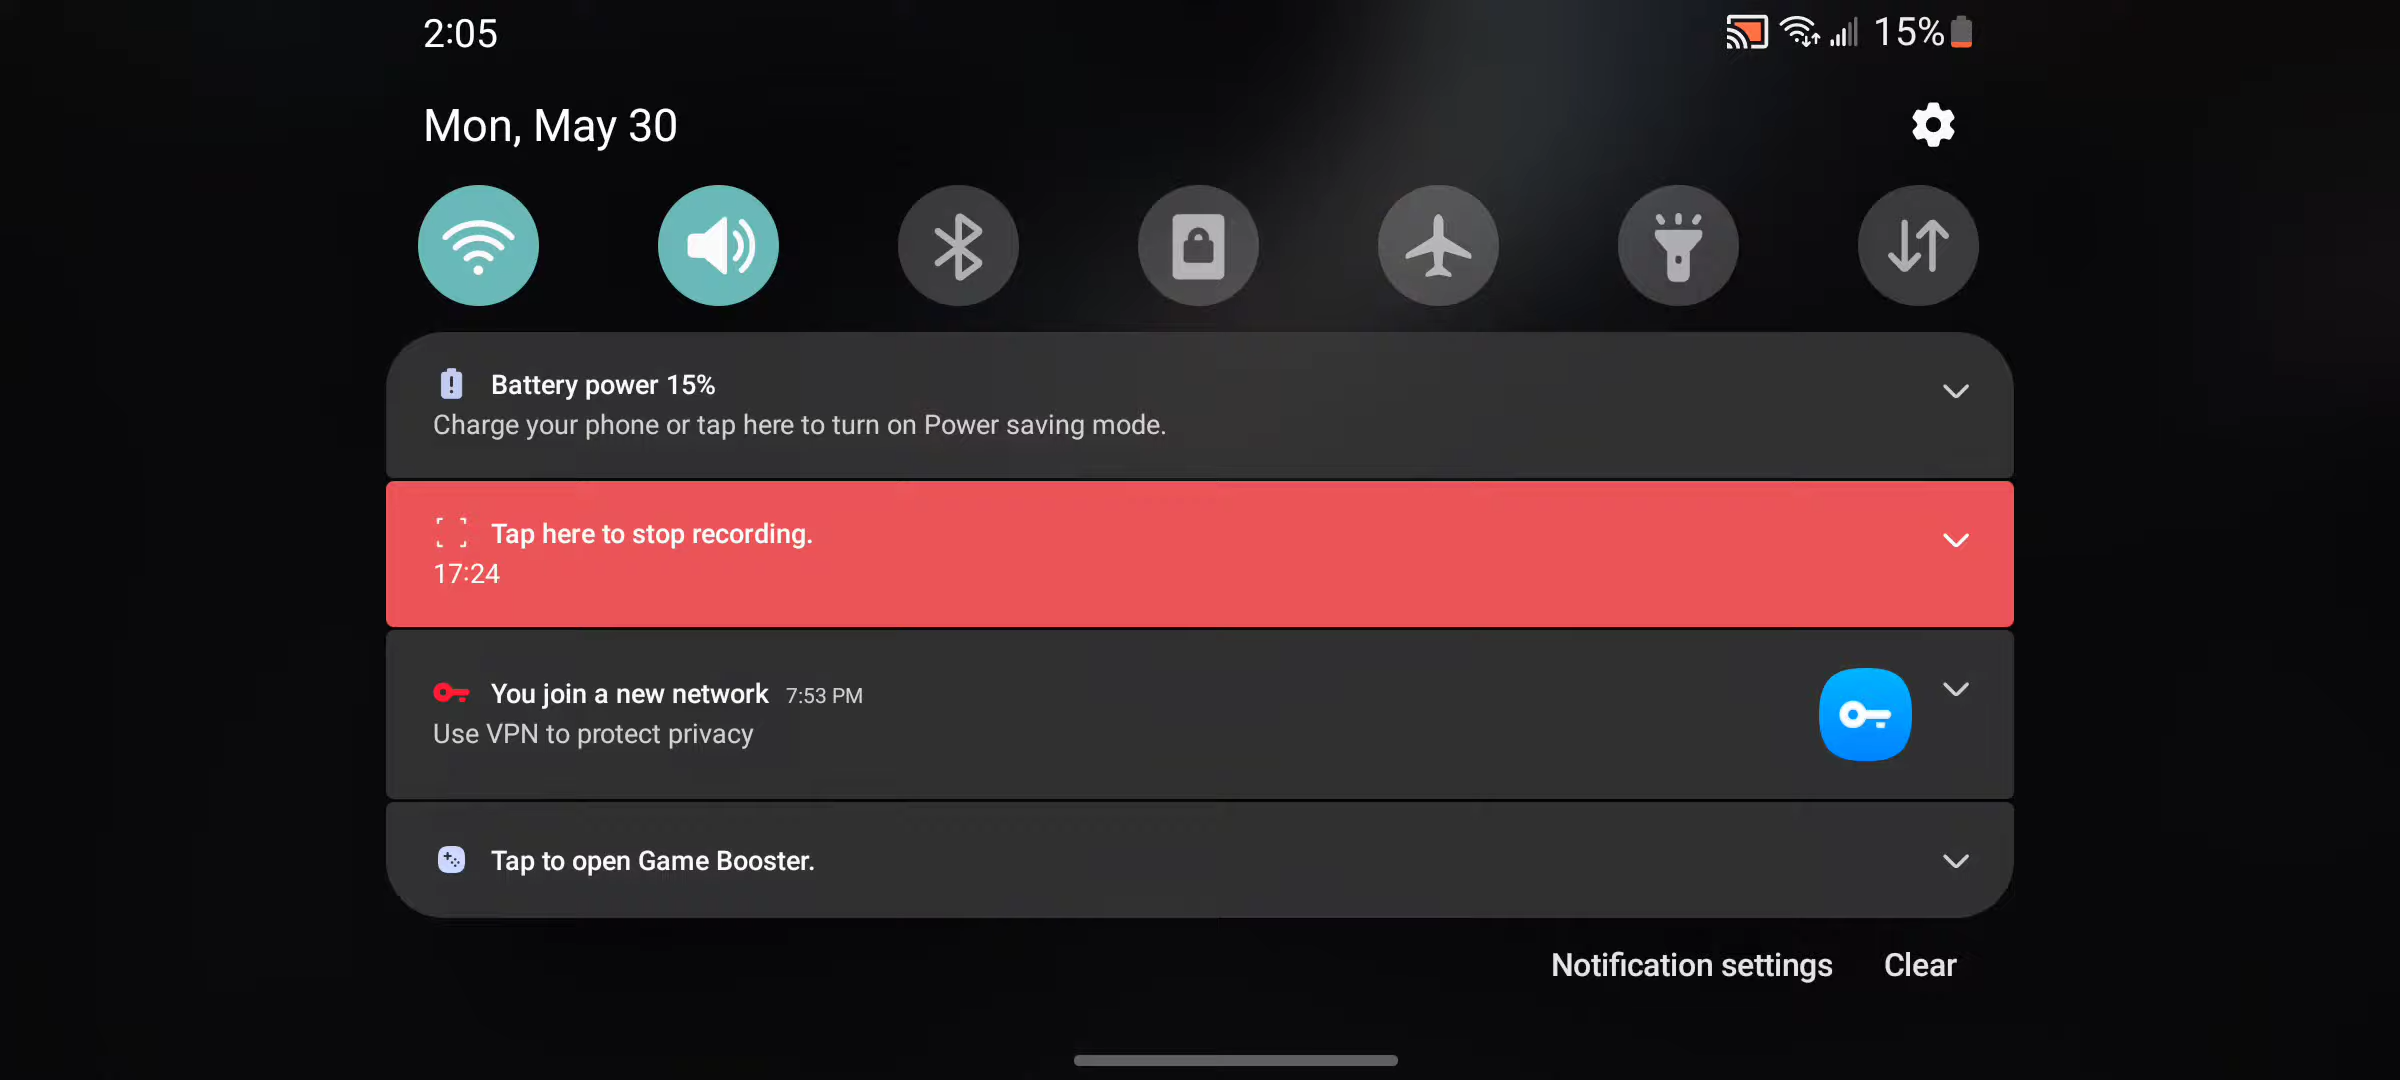 2:05
15%
Mon, May 30
Battery power 15%
Charge your phone or tap here to turn on Power saving mode.
Tap here to stop recording.
17:24
You join a new network 7:53 PM
Use VPN to protect privacy
Tap to open Game Booster.
Notification settings Clear